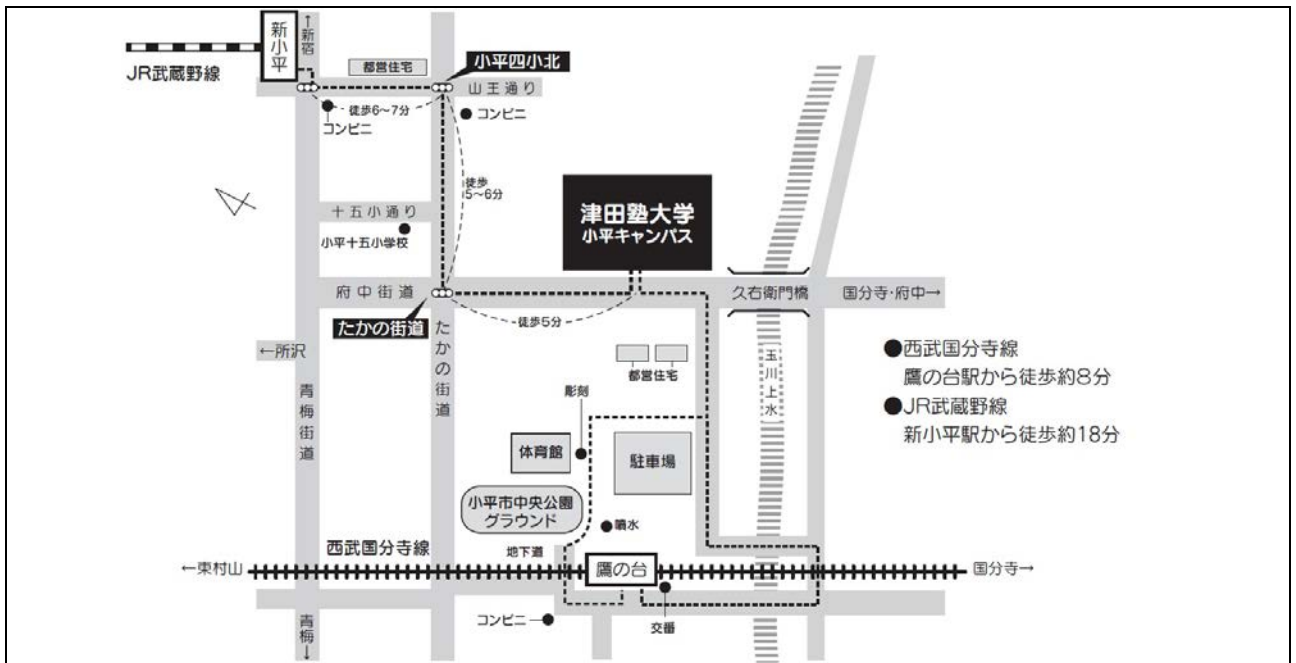 ↑新宿
新小平
JR武蔵野線
都営住宅
小平四小北
山王通り
徒歩6~7分
コンビニ
コンビニ
徒歩
5~6分
津田塾大学
小平キャンパス
十五小通り
小平十五小学校
府中街道
久右衛門橋
国分寺・府中→
徒歩5分
たかの街道
たかの街道
←所沢
青梅街道
都営住宅
玉川上水
●西武国分寺線
鷹の台駅から徒歩約8分
●JR武蔵野線
新小平駅から徒歩約18分
彫刻
体育館
駐車場
小平市中央公園
グラウンド
噴水
西武国分寺線
地下道
←東村山
鷹の台
国分寺→
コンビニ
交番
青梅↓